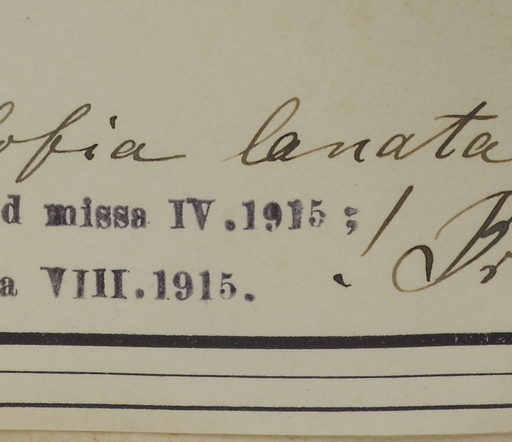 ofia lanata
d missa IV.1915; !
a VIII.1915.